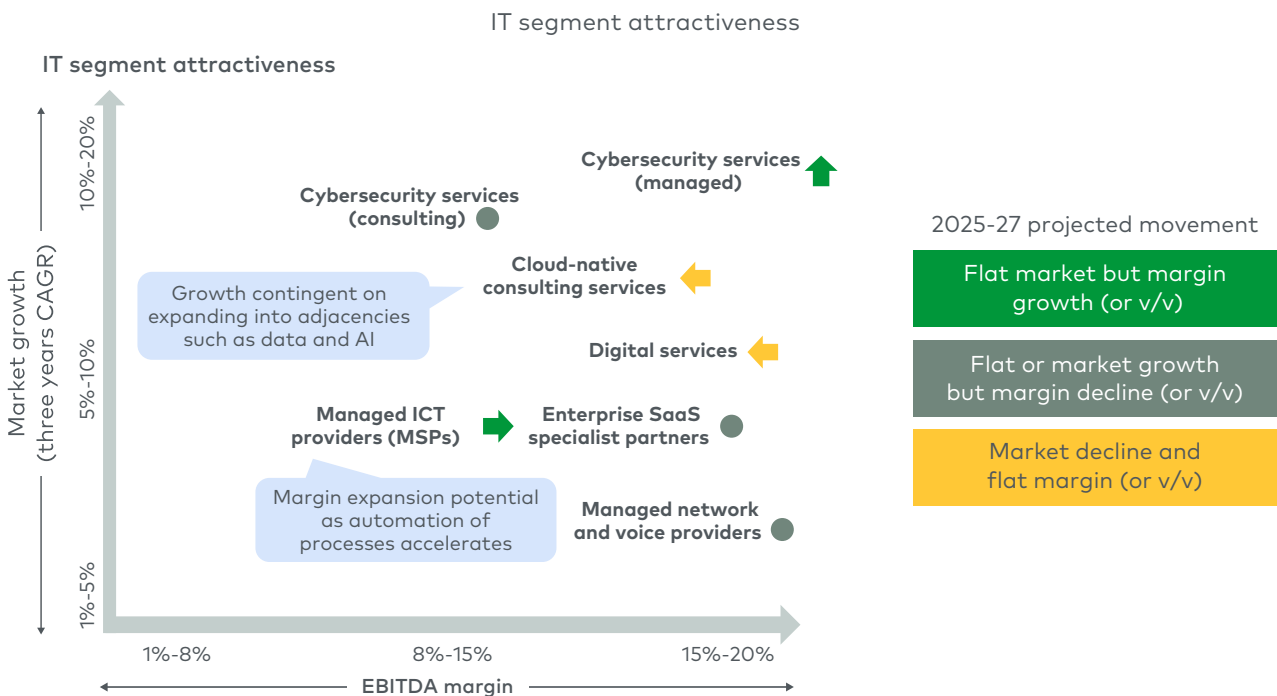 IT segment attractiveness
IT segment attractiveness
Market growth
(three years CAGR)
10%-20%
5%-10%
1%-5%
Cybersecurity services
(managed)
Cybersecurity services
(consulting)
Cloud-native
consulting services
Growth contingent on
expanding into adjacencies
such as data and AI
Digital services
Managed ICT
providers (MSPs)
Enterprise SaaS
specialist partners
Margin expansion potential
as automation of
processes accelerates
Managed network
and voice providers
1%-8%
8%-15%
15%-20%
EBITDA margin
2025-27 projected movement
Flat market but margin
growth (or v/v)
Flat or market growth
but margin decline (or v/v)
Market decline and
flat margin (or v/v)